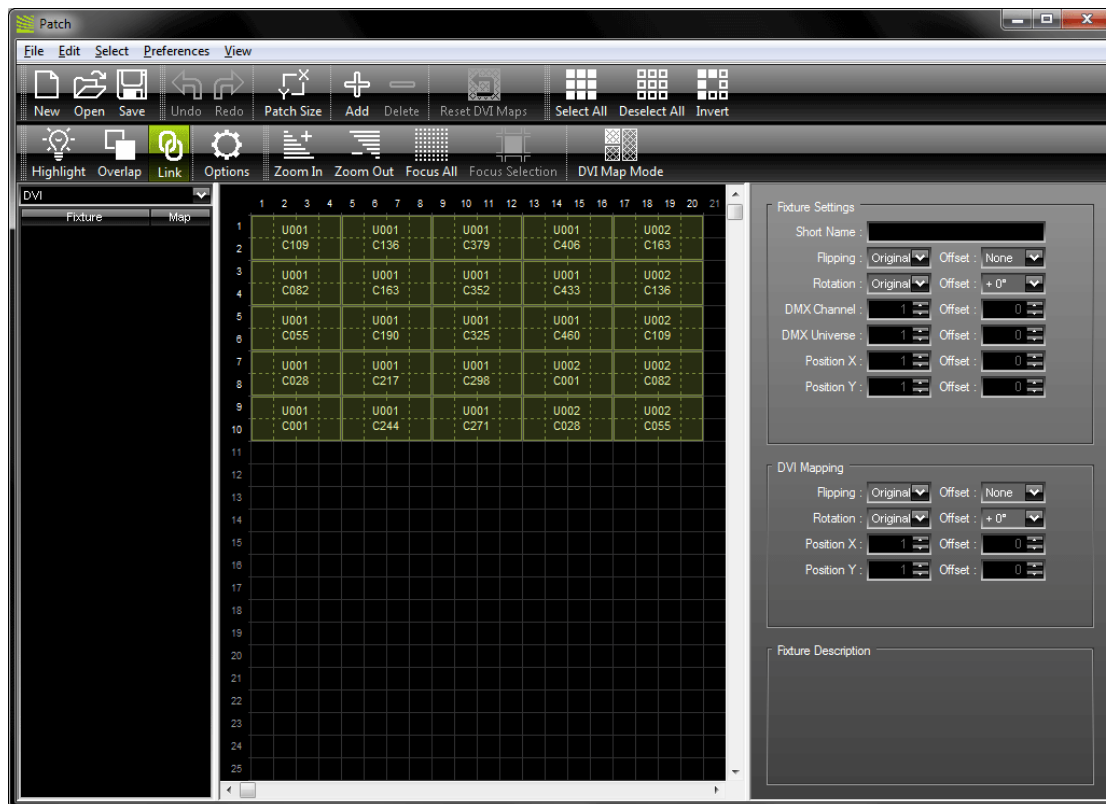 Patch
File Edit Select Preferences View
New Open Save Undo Redo Patch Size Add Delete Reset DVI Maps Select All Deselect All Invert
Highlight Overlap Link Options Zoom In Zoom Out Focus All Focus Selection DVI Map Mode
DVI
Fixture Map
1 2 3 4 5 6 7 8 9 10 11 12 13 14 15 16 17 18 19 20 21
1 U001 U001 U001 U001 U002
2 C109 C136 C379 C406 C163
3 U001 U001 U001 U001 U002
4 C082 C163 C352 C433 C136
5 U001 U001 U001 U001 U002
6 C055 C190 C325 C460 C109
7 U001 U001 U001 U002 U002
8 C028 C217 C298 C001 C082
9 U001 U001 U001 U002 U002
10 C001 C244 C271 C028 C055
11
12
13
14
15
16
17
18
19
20
21
22
23
24
25
Fixture Settings
Short Name :
Flipping : Original Offset : None
Rotation : Original Offset : + 0°
DMX Channel : 1 Offset : 0
DMX Universe : 1 Offset : 0
Position X : 1 Offset : 0
Position Y : 1 Offset : 0
DVI Mapping
Flipping : Original Offset : None
Rotation : Original Offset : + 0°
Position X : 1 Offset : 0
Position Y : 1 Offset : 0
Fixture Description